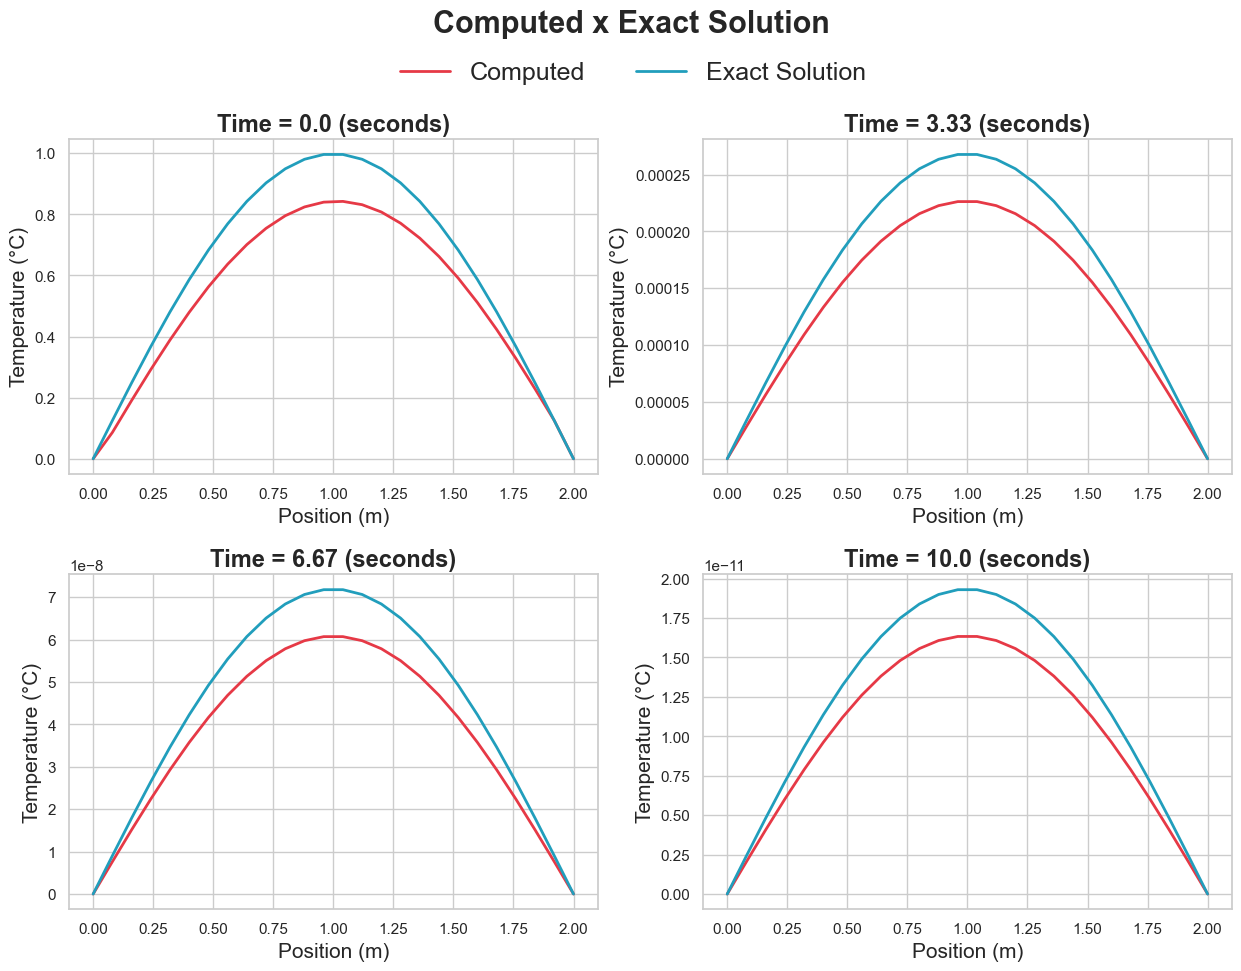 Computed x Exact Solution
Computed Exact Solution
Time = 0.0 (seconds)
Temperature (°C)
1.0
0.8
0.6
0.4
0.2
0.0
0.00 0.25 0.50 0.75 1.00 1.25 1.50 1.75 2.00
Position (m)
Time = 3.33 (seconds)
Temperature (°C)
0.00025
0.00020
0.00015
0.00010
0.00005
0.00000
0.00 0.25 0.50 0.75 1.00 1.25 1.50 1.75 2.00
Position (m)
Time = 6.67 (seconds)
1e−8
Temperature (°C)
7
6
5
4
3
2
1
0
0.00 0.25 0.50 0.75 1.00 1.25 1.50 1.75 2.00
Position (m)
Time = 10.0 (seconds)
1e−11
Temperature (°C)
2.00
1.75
1.50
1.25
1.00
0.75
0.50
0.25
0.00
0.00 0.25 0.50 0.75 1.00 1.25 1.50 1.75 2.00
Position (m)